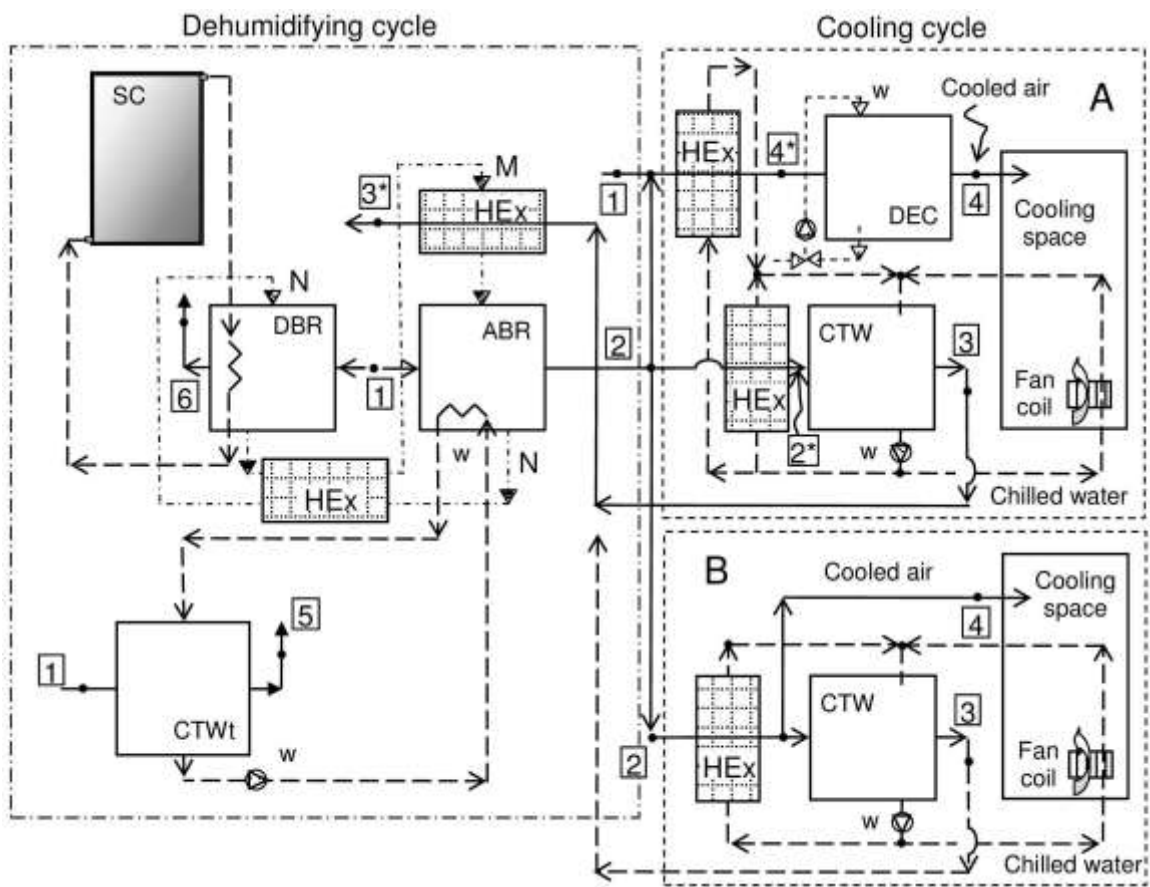 Dehumidifying cycle
Cooling cycle
SC
w
Cooled air
A
HEx
4*
M
3*
HEx
1
DEC
4
Cooling
space
N
DBR
ABR
CTW
2
3
6
1
HEx
2*
Fan
coil
w
N
w
HEx
Chilled water
B
Cooled air
Cooling
space
5
4
1
CTW
3
CTWt
2
HEx
Fan
coil
w
w
Chilled water